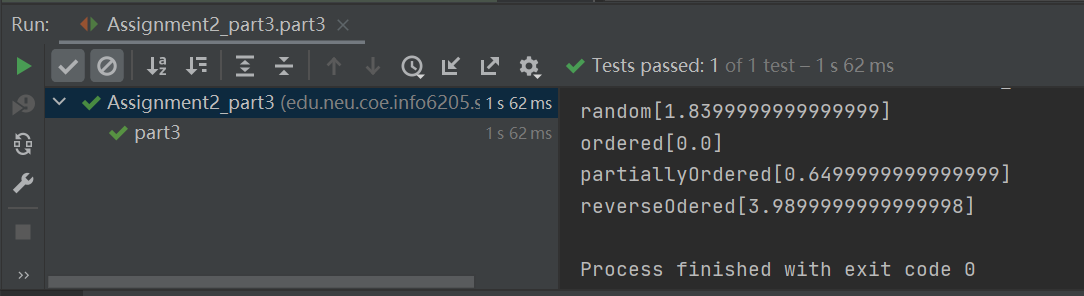 Run: Assignment2_part3.part3 ×
Tests passed: 1 of 1 test – 1 s 62 ms
Assignment2_part3 (edu.neu.coe.info6205.s 1 s 62 ms
part3 1 s 62 ms
random[1.8399999999999999]
ordered[0.0]
partiallyOrdered[0.6499999999999999]
reverseOdered[3.9899999999999998]
Process finished with exit code 0